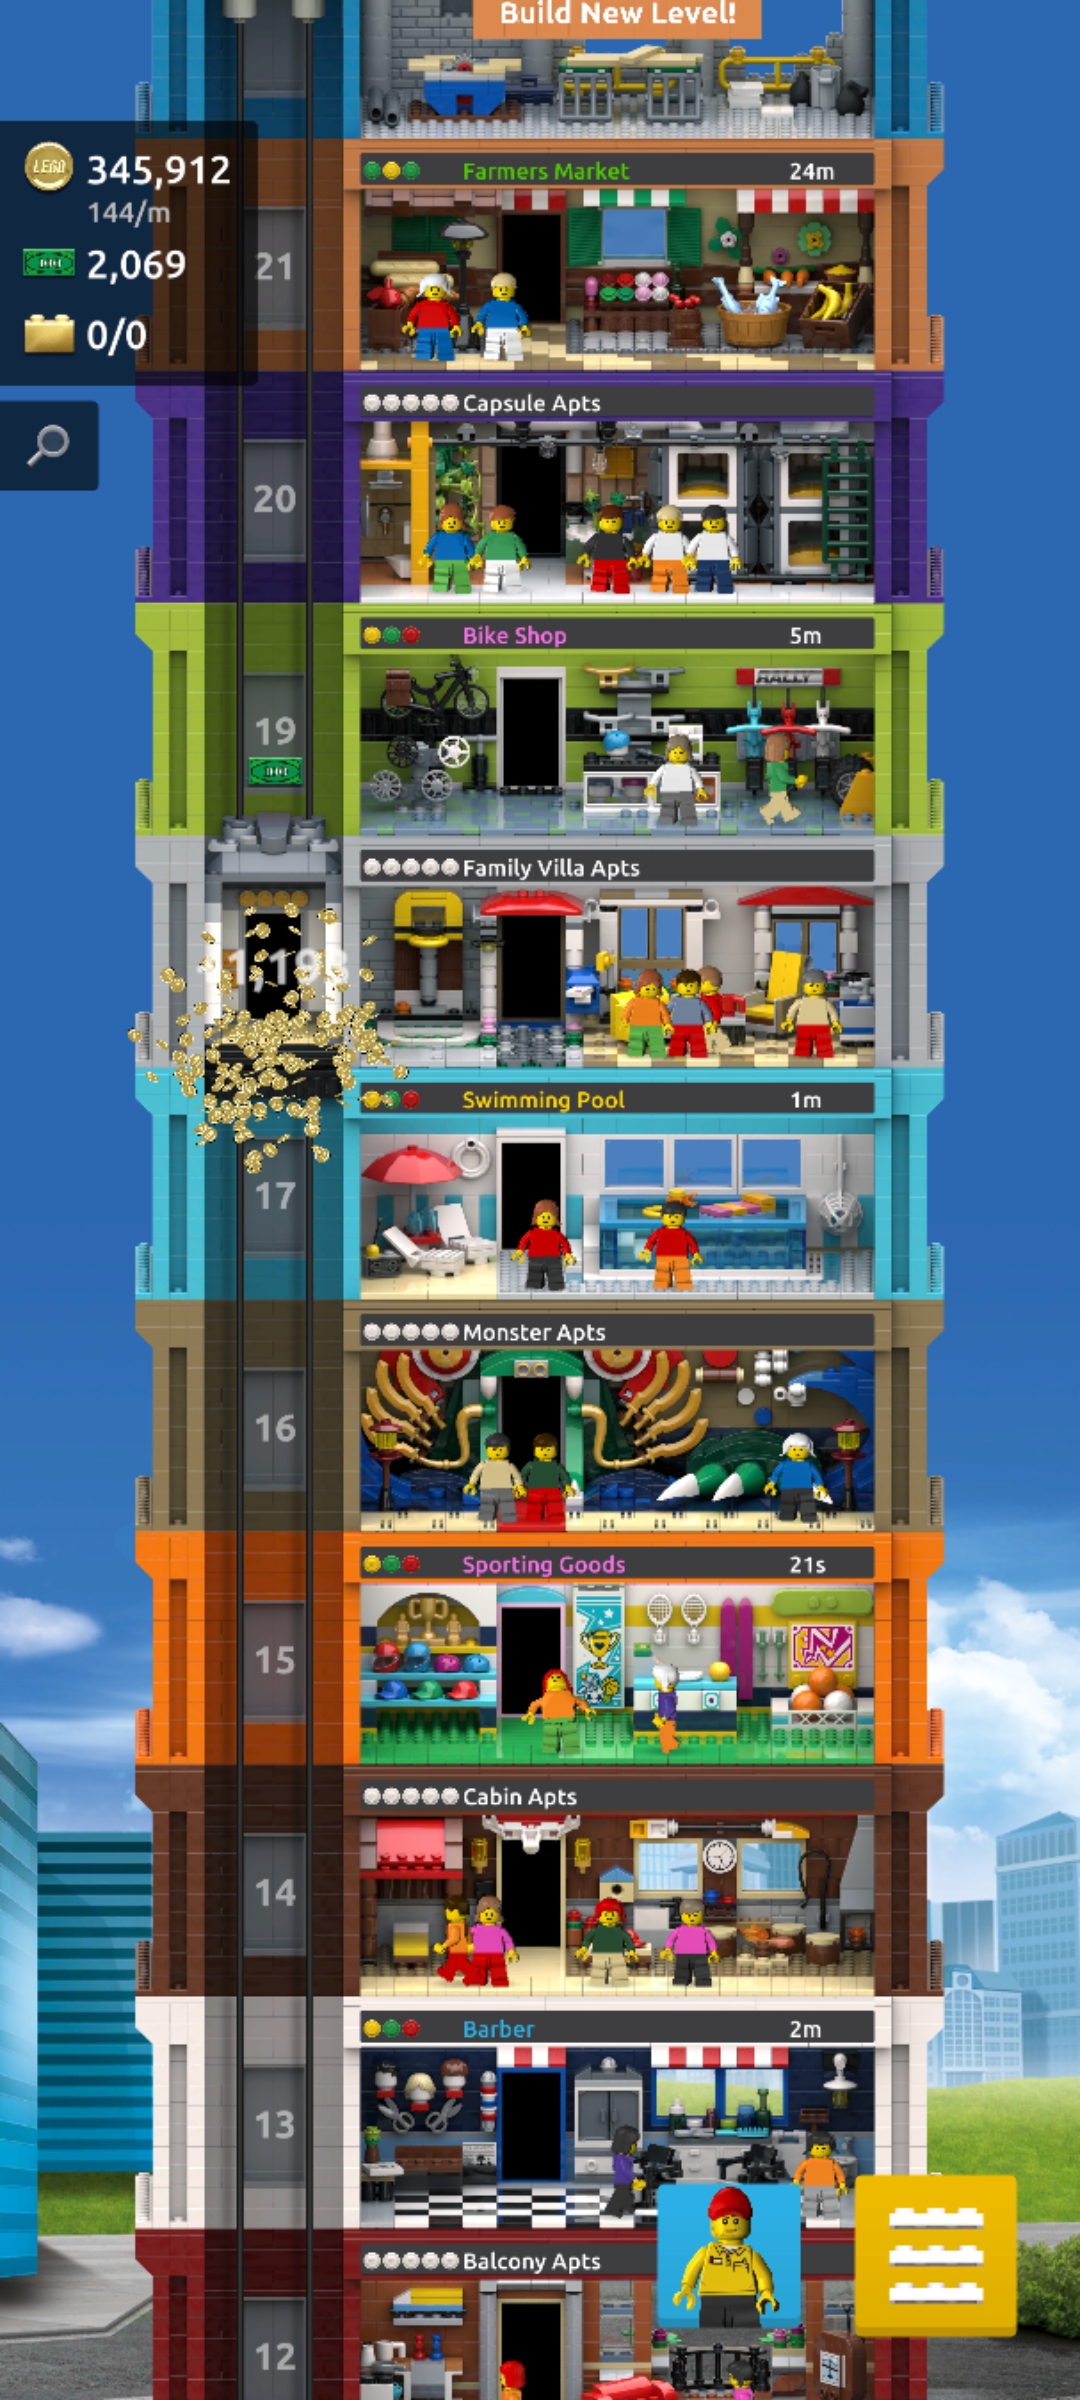 Build New Level!
LEGO 345,912
144/m
2,069
0/0
Farmers Market 24m
21
Capsule Apts
20
Bike Shop 5m
RALLY
19
Family Villa Apts
1,198
Swimming Pool 1m
17
Monster Apts
16
Sporting Goods 21s
15
Cabin Apts
14
Barber 2m
13
Balcony Apts
12